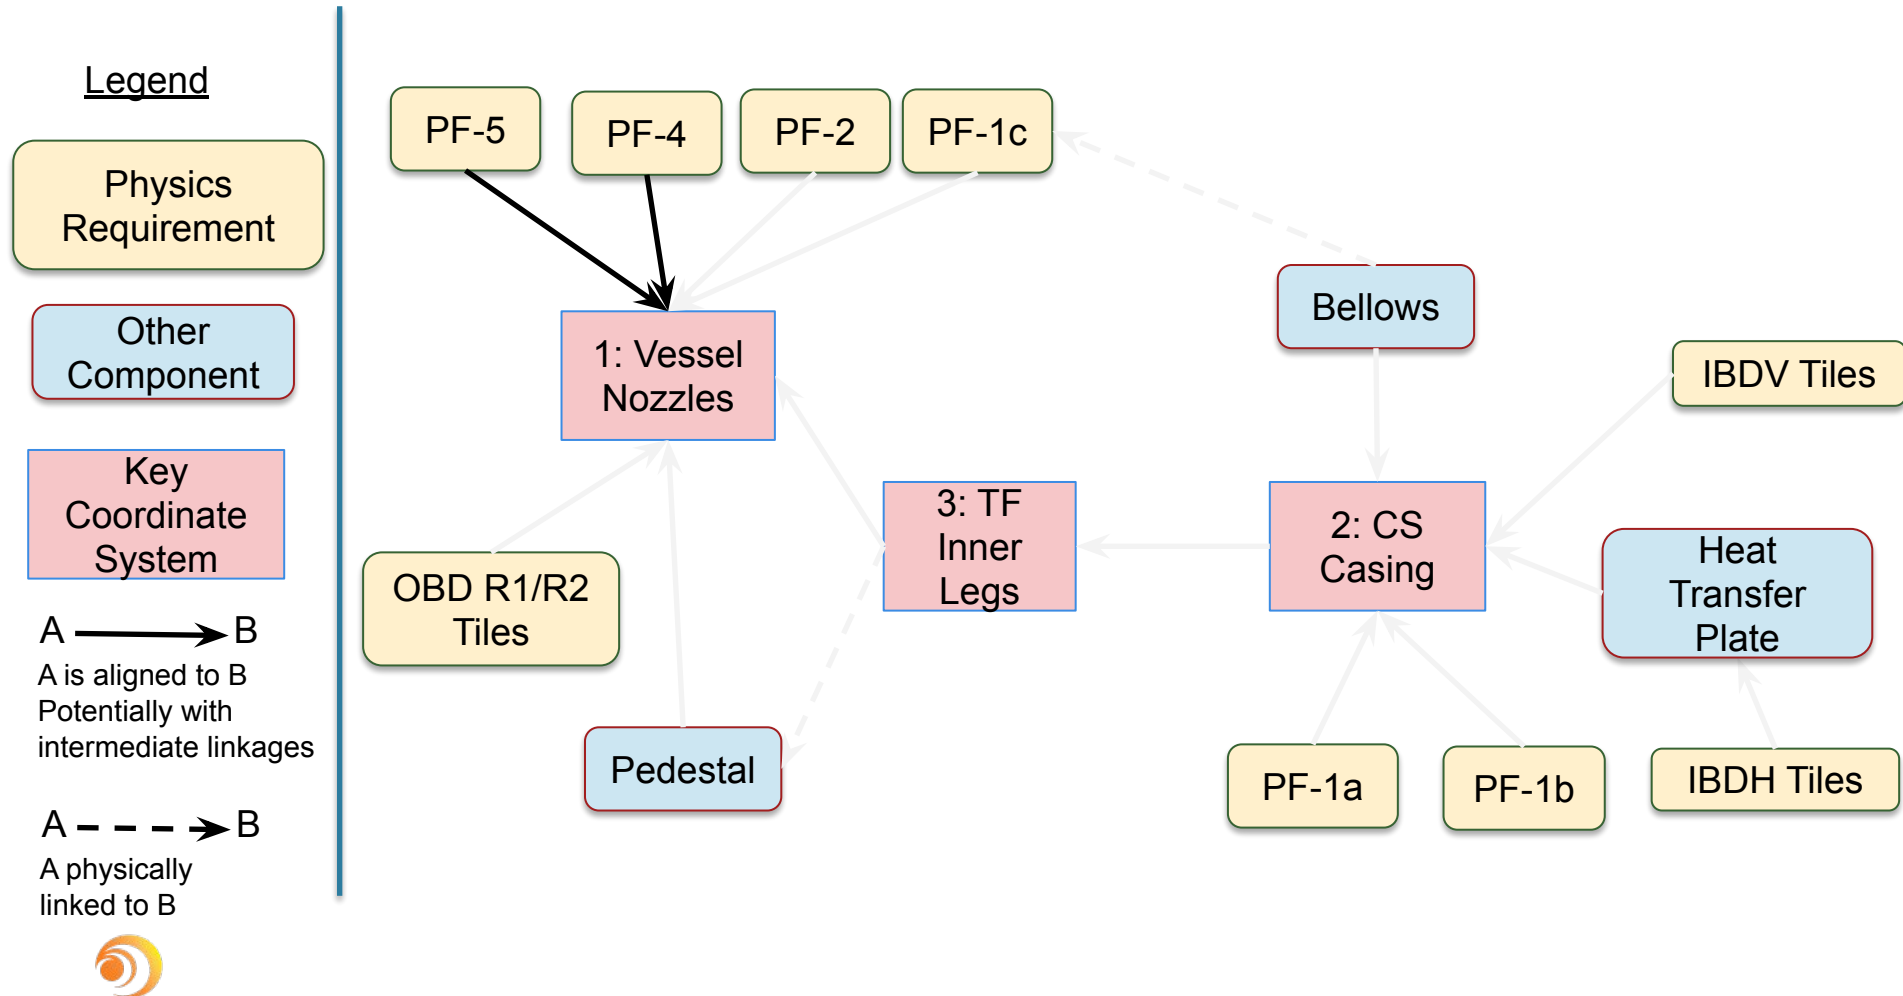 Legend
Physics
Requirement
Other
Component
Key
Coordinate
System
A B
A is aligned to B
Potentially with
intermediate linkages
A B
A physically
linked to B
PF-5
PF-4
PF-2
PF-1c
Bellows
1: Vessel
Nozzles
IBDV Tiles
3: TF
Inner
Legs
2: CS
Casing
Heat
Transfer
Plate
OBD R1/R2
Tiles
Pedestal
PF-1a
PF-1b
IBDH Tiles